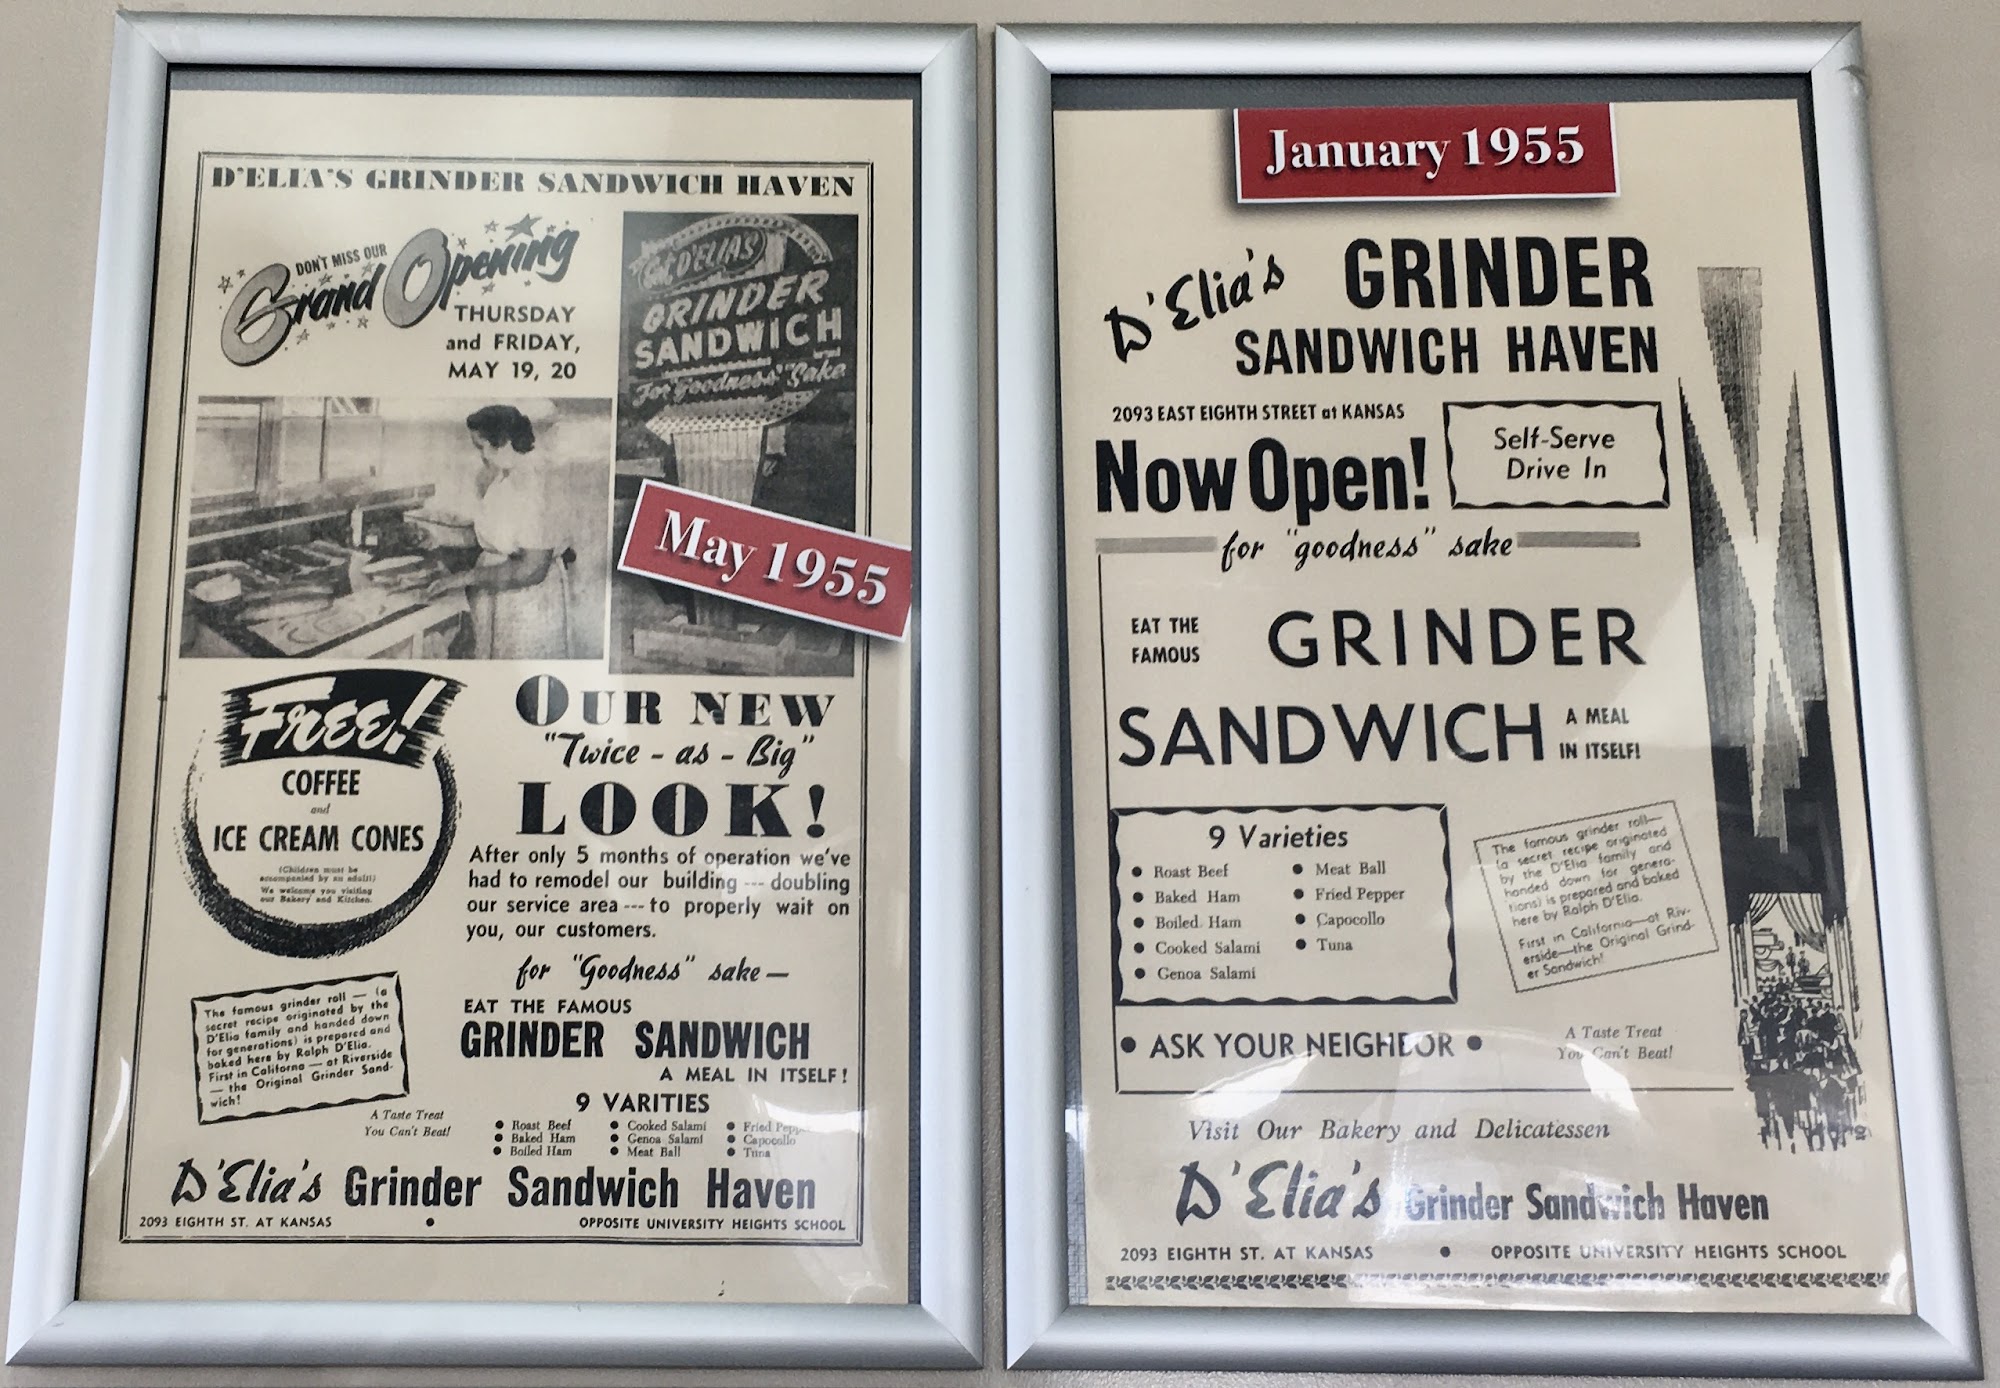 D'ELIA'S GRINDER SANDWICH HAVEN
DON'T MISS OUR
Grand Opening
THURSDAY
and FRIDAY,
MAY 19, 20
D'ELIA'S
GRINDER
SANDWICH
For "Goodness" Sake
May 1955
FREE!
COFFEE
and
ICE CREAM CONES
(Children must be
accompanied by an adult)
We welcome you visiting
our Bakery and Kitchen.
OUR NEW
"Twice - as - Big"
LOOK!
After only 5 months of operation we've
had to remodel our building --- doubling
our service area --- to properly wait on
you, our customers.
for "Goodness" sake —
EAT THE FAMOUS
GRINDER SANDWICH
A MEAL IN ITSELF!
The famous grinder roll — (a
secret recipe originated by the
D'Elia family and handed down
for generations) is prepared and
baked here by Ralph D'Elia.
First in Californa — at Riverside
— the Original Grinder Sand-
wich!
A Taste Treat
You Can't Beat!
9 VARITIES
• Roast Beef
• Baked Ham
• Boiled Ham
• Cooked Salami
• Genoa Salami
• Meat Ball
• Fried Pepper
• Capocollo
• Tuna
D'Elia's Grinder Sandwich Haven
2093 EIGHTH ST. AT KANSAS • OPPOSITE UNIVERSITY HEIGHTS SCHOOL
January 1955
D'Elia's GRINDER
SANDWICH HAVEN
2093 EAST EIGHTH STREET at KANSAS
Now Open!
Self-Serve
Drive In
for "goodness" sake
EAT THE
FAMOUS
GRINDER
SANDWICH
A MEAL
IN ITSELF!
9 Varieties
• Roast Beef
• Baked Ham
• Boiled Ham
• Cooked Salami
• Genoa Salami
• Meat Ball
• Fried Pepper
• Capocollo
• Tuna
The famous grinder roll—
(a secret recipe originated
by the D'Elia family and
handed down for genera-
tions) is prepared and baked
here by Ralph D'Elia.
First in California—at Riv-
erside—the Original Grind-
er Sandwich!
• ASK YOUR NEIGHBOR •
A Taste Treat
You Can't Beat!
Visit Our Bakery and Delicatessen
D'Elia's Grinder Sandwich Haven
2093 EIGHTH ST. AT KANSAS • OPPOSITE UNIVERSITY HEIGHTS SCHOOL